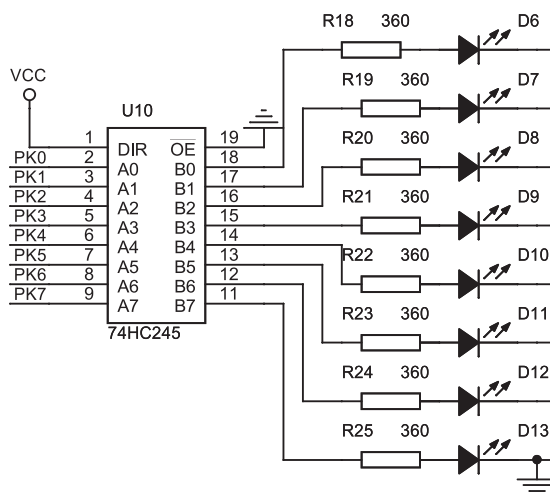 R18 360 D6
VCC
R19 360 D7
U10
R20 360 D8
1 DIR OE 19
PK0 2 A0 B0 18
PK1 3 A1 B1 17
PK2 4 A2 B2 16
R21 360 D9
PK3 5 A3 B3 15
PK4 6 A4 B4 14
R22 360 D10
PK5 7 A5 B5 13
PK6 8 A6 B6 12
PK7 9 A7 B7 11
R23 360 D11
74HC245
R24 360 D12
R25 360 D13